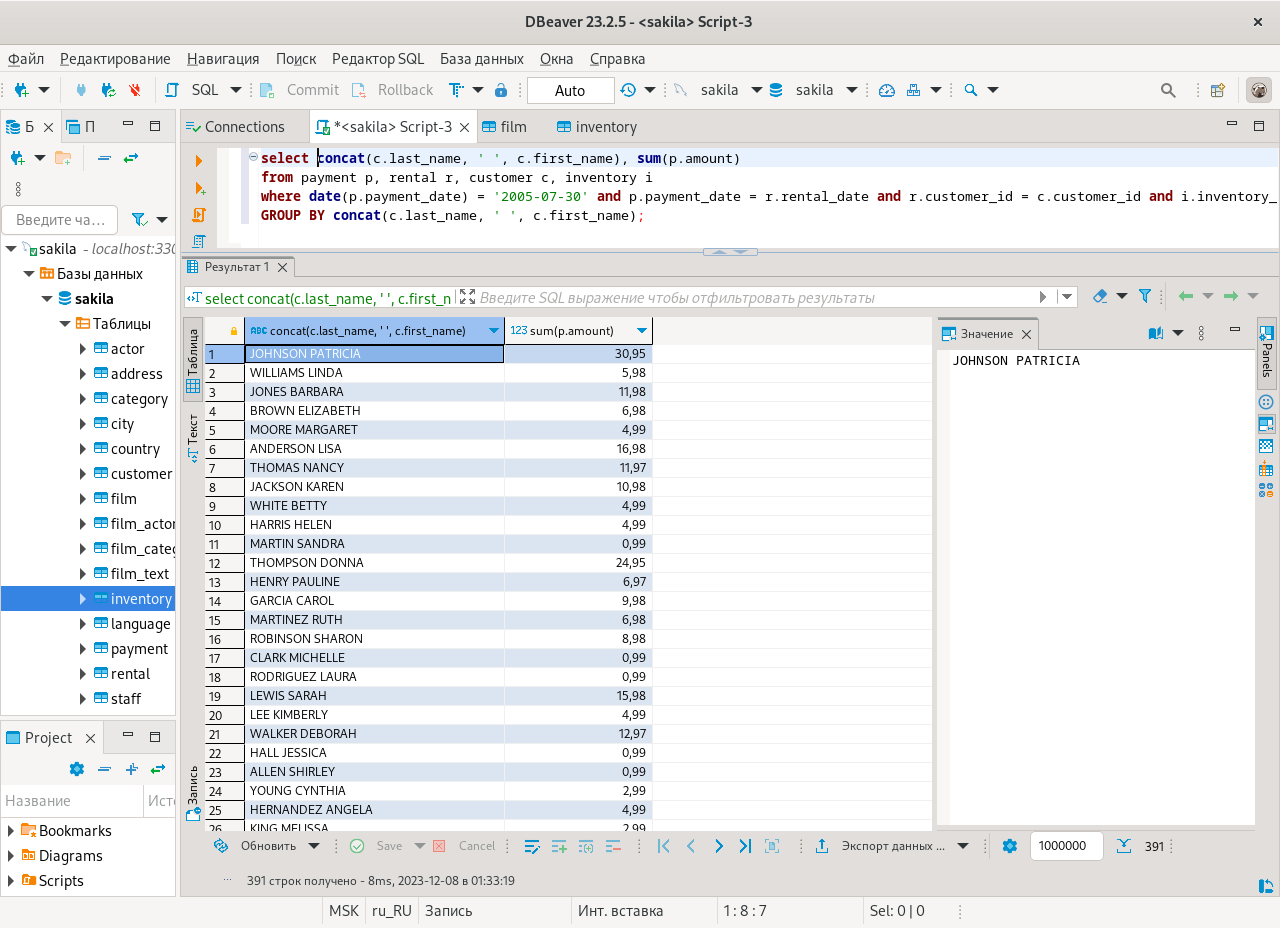 DBeaver 23.2.5 - <sakila> Script-3
Файл Редактирование Навигация Поиск Редактор SQL База данных Окна Справка
SQL Commit Rollback Auto sakila sakila
Б П
Connections *<sakila> Script-3 film inventory
select concat(c.last_name, ' ', c.first_name), sum(p.amount)
from payment p, rental r, customer c, inventory i
where date(p.payment_date) = '2005-07-30' and p.payment_date = r.rental_date and r.customer_id = c.customer_id and i.inventory_
GROUP BY concat(c.last_name, ' ', c.first_name);
Введите ча
sakila - localhost:330
Базы данных
sakila
Таблицы
actor
address
category
city
country
customer
film
film_actor
film_cate
film_text
inventory
language
payment
rental
staff
Project
Название Ист
Bookmarks
Diagrams
Scripts
Результат 1
select concat(c.last_name, ' ', c.first_n Введите SQL выражение чтобы отфильтровать результаты
Таблица
Текст
Запись
ABC concat(c.last_name, ' ', c.first_name) 123 sum(p.amount)
1 JOHNSON PATRICIA 30,95
2 WILLIAMS LINDA 5,98
3 JONES BARBARA 11,98
4 BROWN ELIZABETH 6,98
5 MOORE MARGARET 4,99
6 ANDERSON LISA 16,98
7 THOMAS NANCY 11,97
8 JACKSON KAREN 10,98
9 WHITE BETTY 4,99
10 HARRIS HELEN 4,99
11 MARTIN SANDRA 0,99
12 THOMPSON DONNA 24,95
13 HENRY PAULINE 6,97
14 GARCIA CAROL 9,98
15 MARTINEZ RUTH 6,98
16 ROBINSON SHARON 8,98
17 CLARK MICHELLE 0,99
18 RODRIGUEZ LAURA 0,99
19 LEWIS SARAH 15,98
20 LEE KIMBERLY 4,99
21 WALKER DEBORAH 12,97
22 HALL JESSICA 0,99
23 ALLEN SHIRLEY 0,99
24 YOUNG CYNTHIA 2,99
25 HERNANDEZ ANGELA 4,99
26 KING MELISSA 2,99
Значение
JOHNSON PATRICIA
Panels
Обновить Save Cancel Экспорт данных ... 1000000 391
391 строк получено - 8ms, 2023-12-08 в 01:33:19
MSK ru_RU Запись Инт. вставка 1 : 8 : 7 Sel: 0 | 0